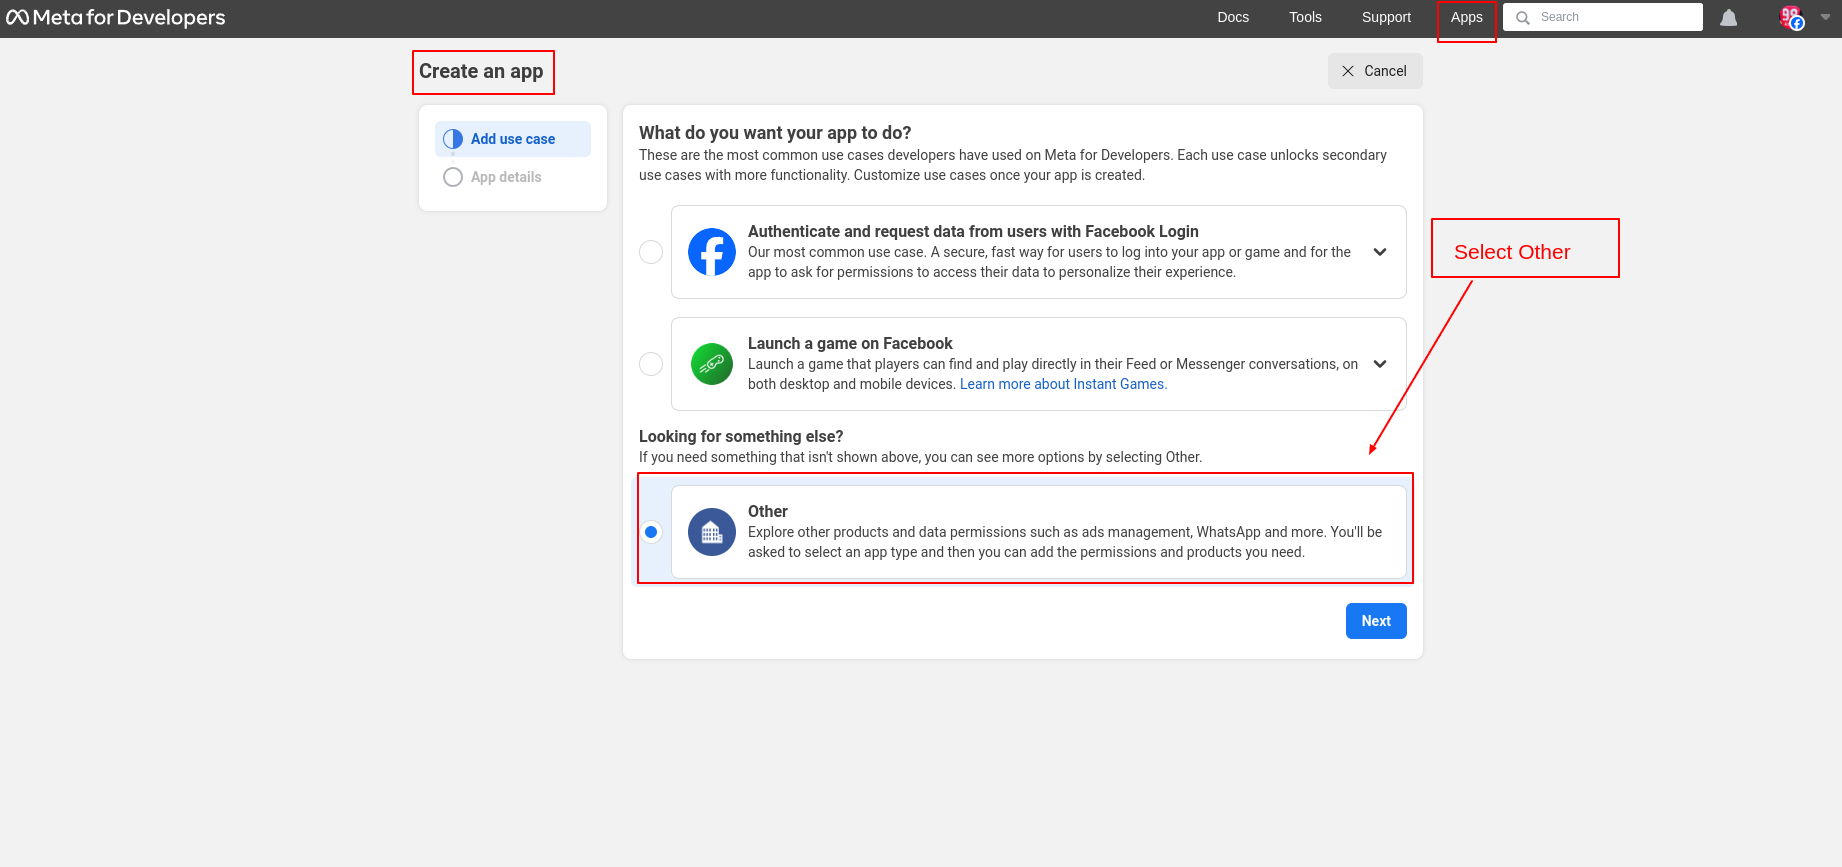 Meta for Developers
Docs
Tools
Support
Apps
Search
Create an app
Cancel
Add use case
App details
What do you want your app to do?
These are the most common use cases developers have used on Meta for Developers. Each use case unlocks secondary
use cases with more functionality. Customize use cases once your app is created.
Authenticate and request data from users with Facebook Login
Our most common use case. A secure, fast way for users to log into your app or game and for the
app to ask for permissions to access their data to personalize their experience.
Select Other
Launch a game on Facebook
Launch a game that players can find and play directly in their Feed or Messenger conversations, on
both desktop and mobile devices. Learn more about Instant Games.
Looking for something else?
If you need something that isn't shown above, you can see more options by selecting Other.
Other
Explore other products and data permissions such as ads management, WhatsApp and more. You'll be
asked to select an app type and then you can add the permissions and products you need.
Next